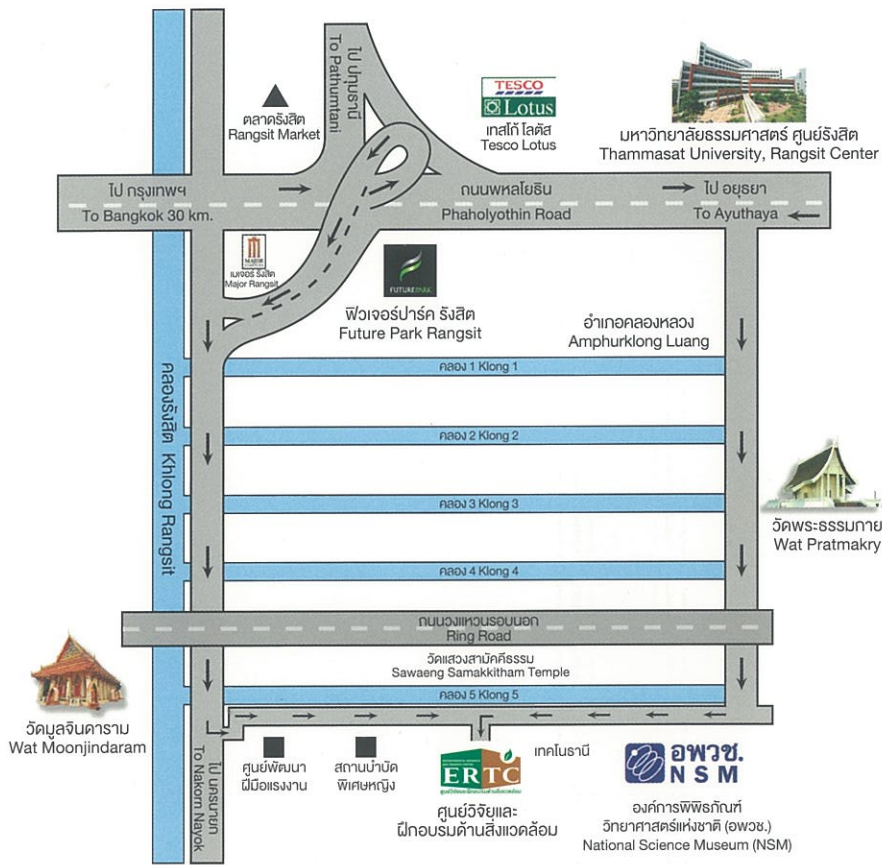 ไป ปทุมธานี
To Pathumtani
ตลาดรังสิต
Rangsit Market
TESCO
Lotus
เทสโก้ โลตัส
Tesco Lotus
มหาวิทยาลัยธรรมศาสตร์ ศูนย์รังสิต
Thammasat University, Rangsit Center
ไป กรุงเทพฯ
To Bangkok 30 km.
ถนนพหลโยธิน
Phaholyothin Road
ไป อยุธยา
To Ayuthaya
MAJOR
เมเจอร์ รังสิต
Major Rangsit
FUTURE PARK
ฟิวเจอร์ปาร์ค รังสิต
Future Park Rangsit
อำเภอคลองหลวง
Amphurklong Luang
คลอง 1 Klong 1
คลองรังสิต Khlong Rangsit
คลอง 2 Klong 2
คลอง 3 Klong 3
วัดพระธรรมกาย
Wat Pratmakry
คลอง 4 Klong 4
ถนนวงแหวนรอบนอก
Ring Road
วัดแสวงสามัคคีธรรม
Sawaeng Samakkitham Temple
คลอง 5 Klong 5
วัดมูลจินดาราม
Wat Moonjindaram
ไป นครนายก
To Nakorn Nayok
ศูนย์พัฒนา
ฝีมือแรงงาน
สถานบำบัด
พิเศษหญิง
ERTC
ศูนย์วิจัยและ
ฝึกอบรมด้านสิ่งแวดล้อม
เทคโนธานี
อพวช.
NSM
องค์การพิพิธภัณฑ์
วิทยาศาสตร์แห่งชาติ (อพวช.)
National Science Museum (NSM)